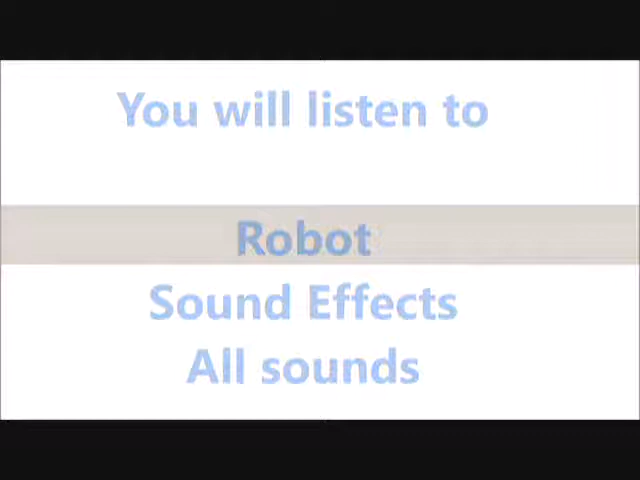 You will listen to
Robot
Sound Effects
All sounds